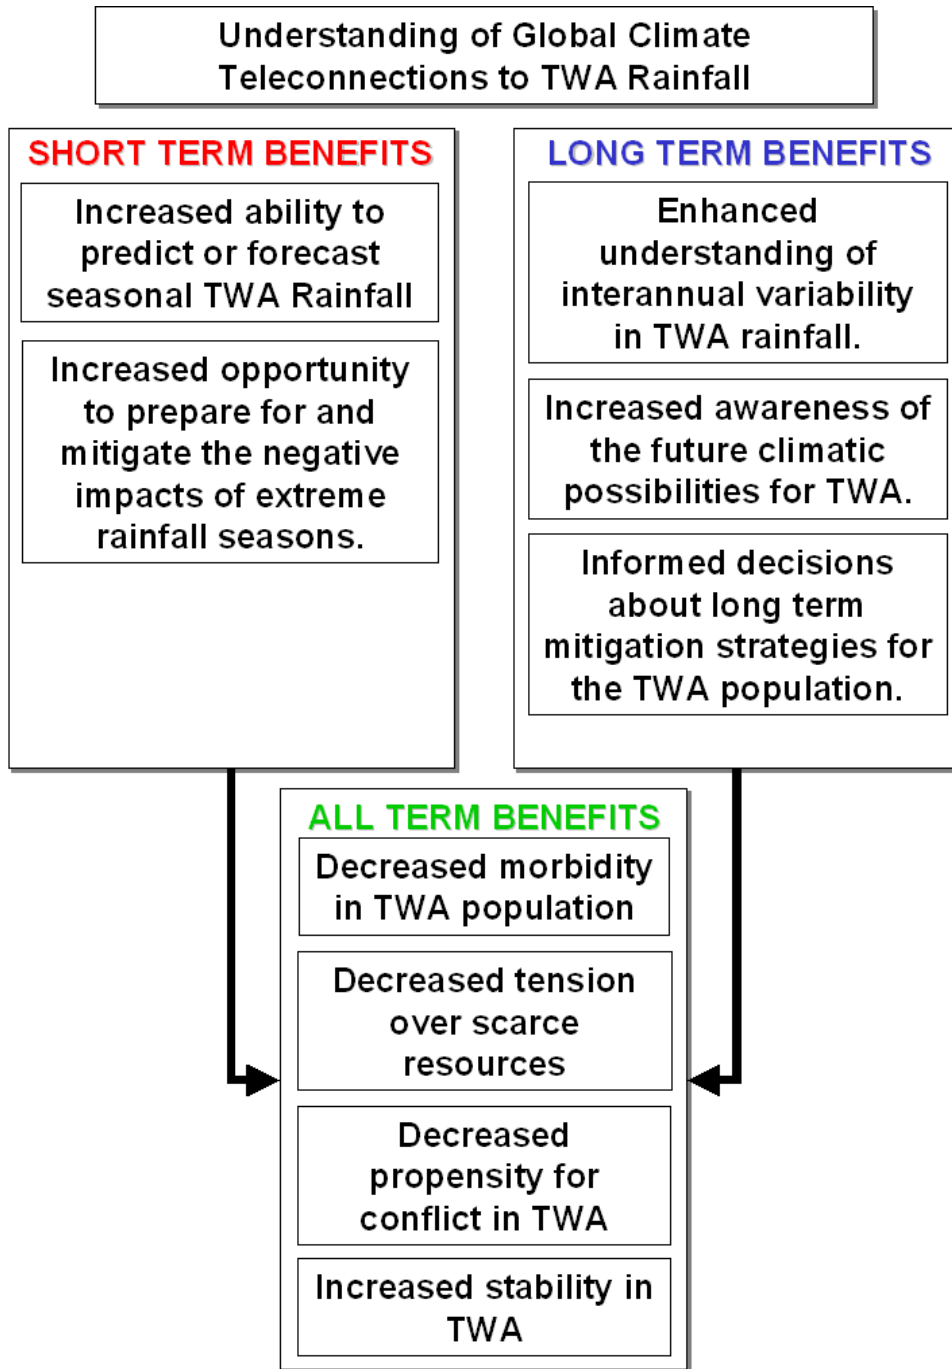 Understanding of Global Climate
Teleconnections to TWA Rainfall
SHORT TERM BENEFITS
Increased ability to
predict or forecast
seasonal TWA Rainfall
Increased opportunity
to prepare for and
mitigate the negative
impacts of extreme
rainfall seasons.
LONG TERM BENEFITS
Enhanced
understanding of
interannual variability
in TWA rainfall.
Increased awareness of
the future climatic
possibilities for TWA.
Informed decisions
about long term
mitigation strategies for
the TWA population.
ALL TERM BENEFITS
Decreased morbidity
in TWA population
Decreased tension
over scarce
resources
Decreased
propensity for
conflict in TWA
Increased stability in
TWA